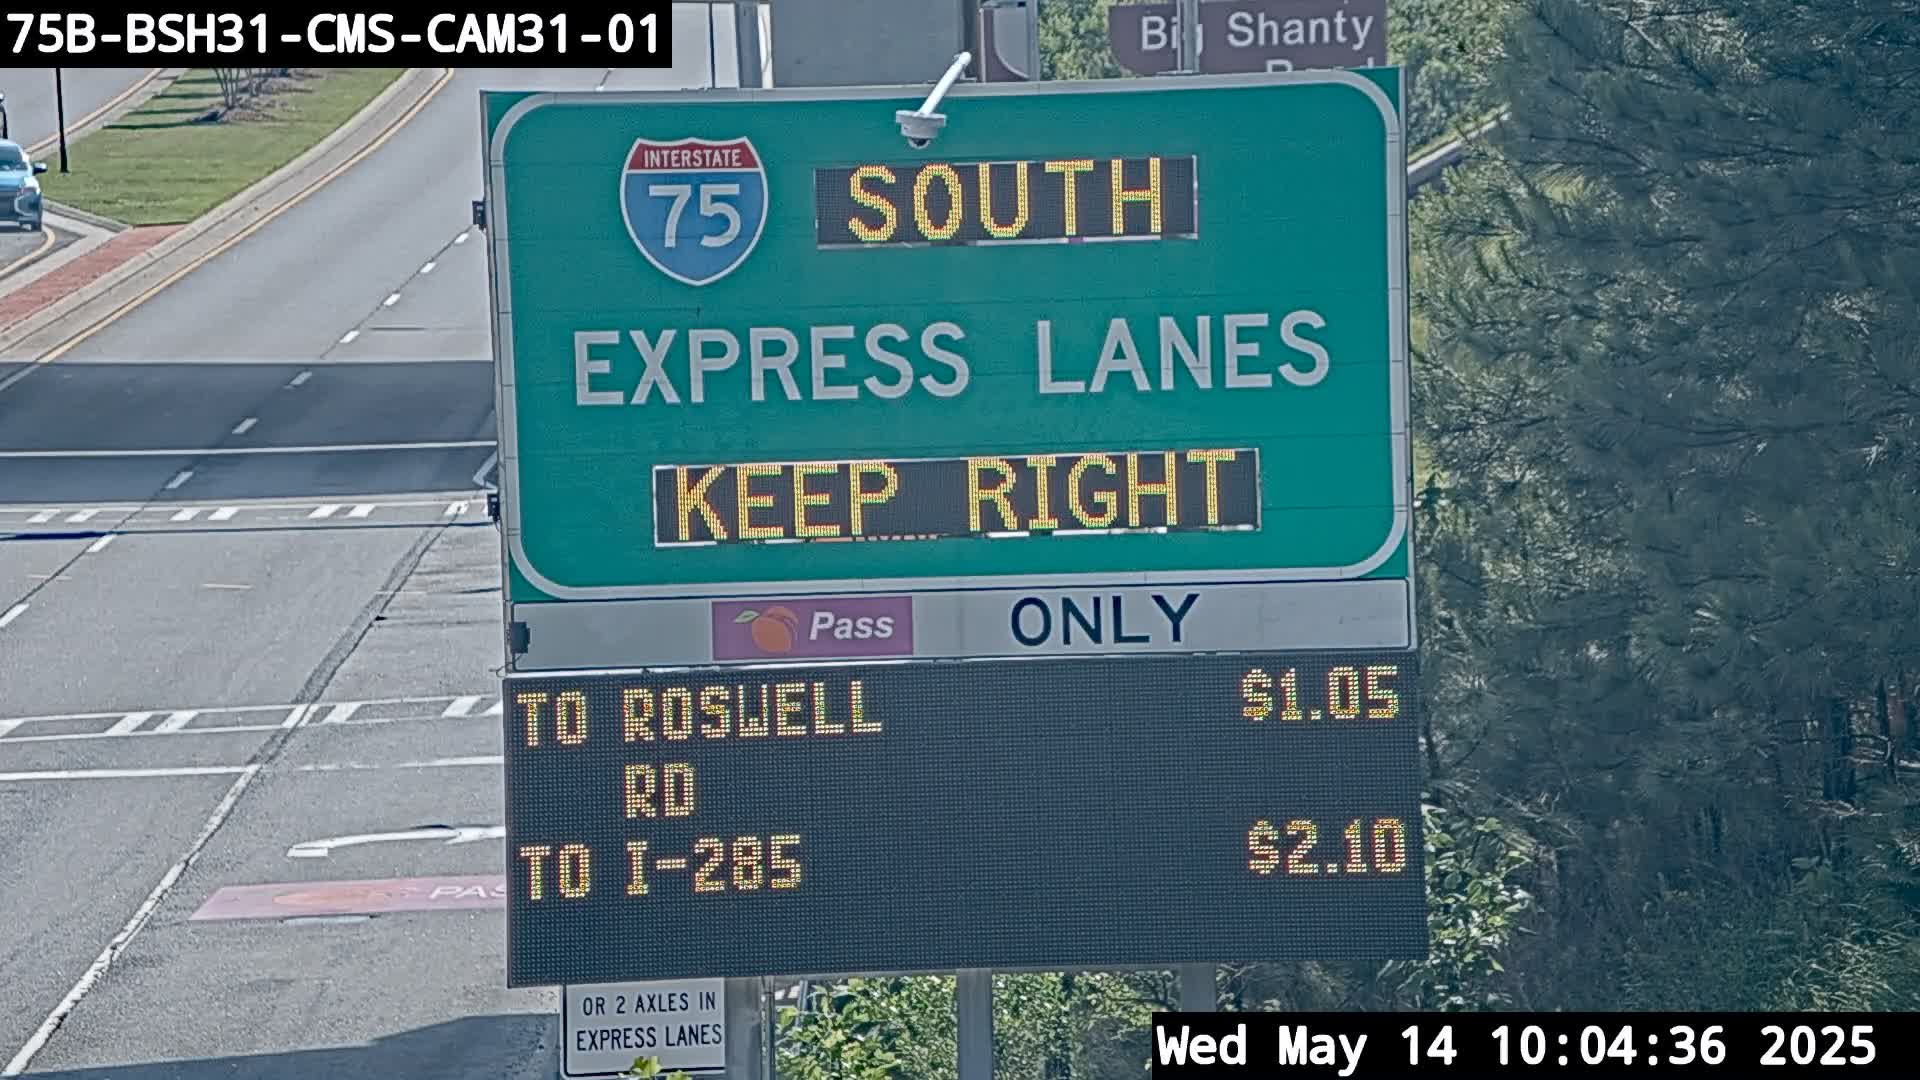 75B-BSH31-CMS-CAM31-01
Big Shanty
Road
INTERSTATE
75
SOUTH
EXPRESS LANES
KEEP RIGHT
Pass ONLY
TO ROSWELL $1.05
RD
TO I-285 $2.10
PAS
OR 2 AXLES IN
EXPRESS LANES
Wed May 14 10:04:36 2025